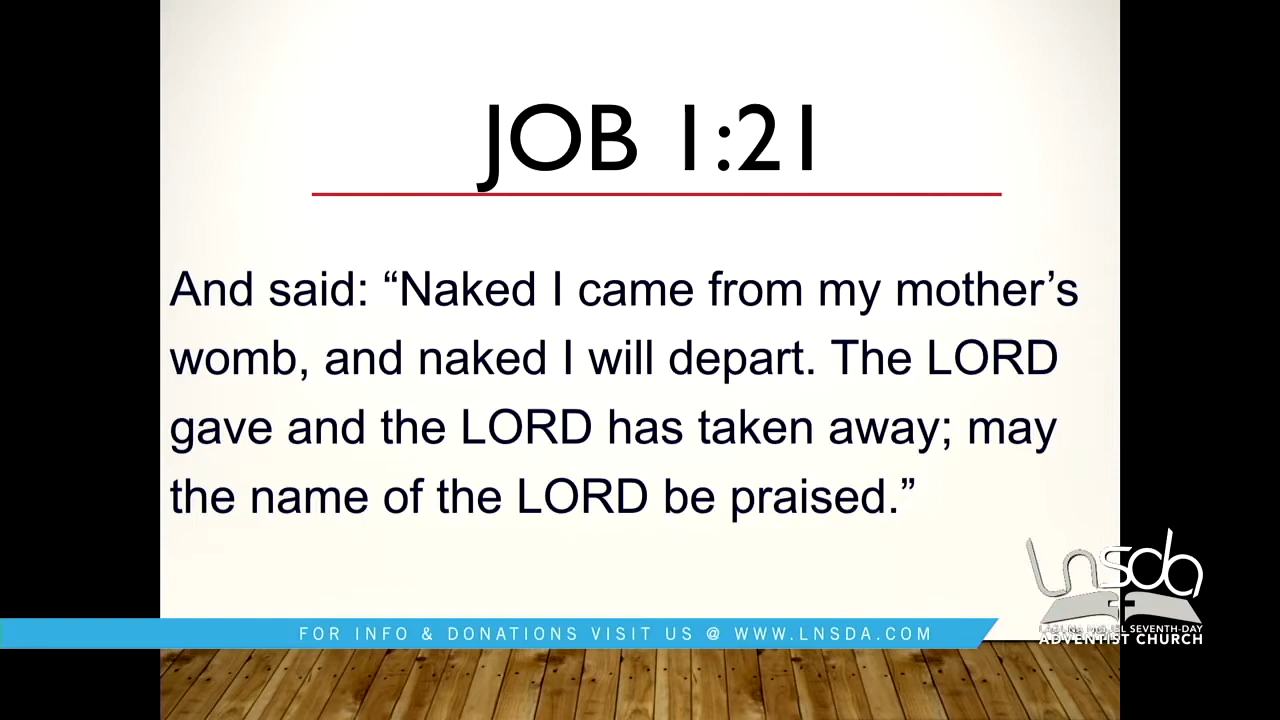 JOB 1:21
And said: “Naked I came from my mother’s
womb, and naked I will depart. The LORD
gave and the LORD has taken away; may
the name of the LORD be praised.”
FOR INFO & DONATIONS VISIT US @ WWW.LNSDA.COM
LNSDA
SEVENTH-DAY
ADVENTIST CHURCH